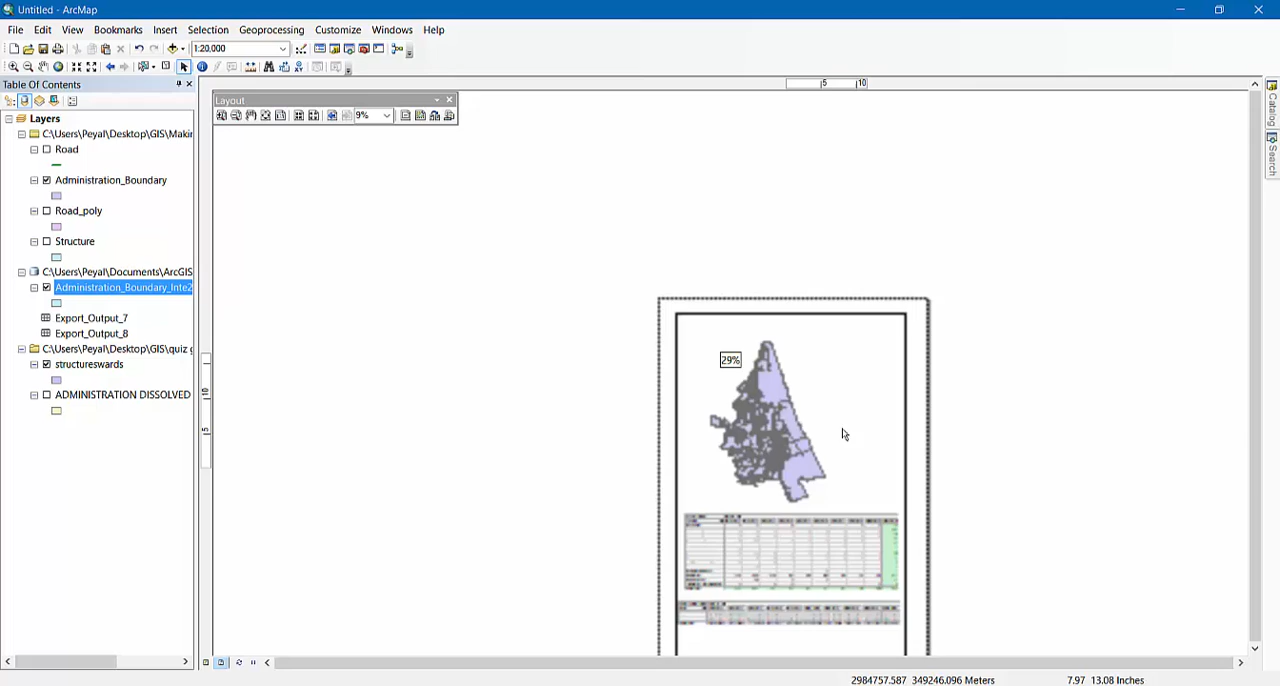 Untitled - ArcMap
File Edit View Bookmarks Insert Selection Geoprocessing Customize Windows Help
1:20,000
Table Of Contents
Layers
C:\Users\Peyal\Desktop\GIS\Makin
Road
Administration_Boundary
Road_poly
Structure
C:\Users\Peyal\Documents\ArcGIS
Administration_Boundary_Inte2
Export_Output_7
Export_Output_8
C:\Users\Peyal\Desktop\GIS\quiz g
structureswards
ADMINISTRATION DISSOLVED
Layout
9%
5 10
10
5
29%
Catalog
Search
2984757.587 349246.096 Meters
7.97 13.08 Inches